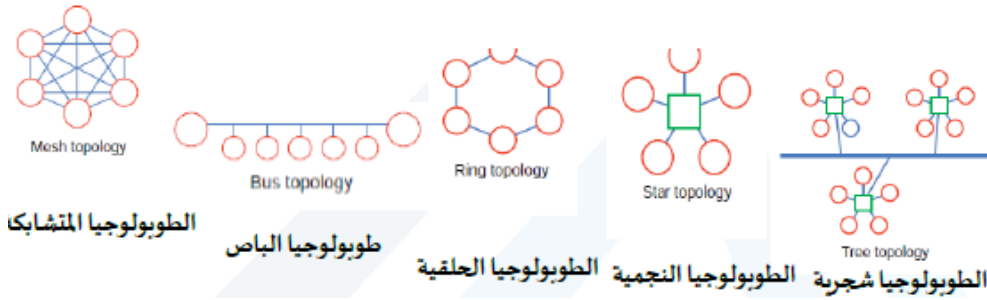 Mesh topology
الطوبولوجيا المتشابكة
Bus topology
طوبولوجيا الباص
Ring topology
الطوبولوجيا الحلقية
Star topology
الطوبولوجيا النجمية
Tree topology
الطوبولوجيا شجرية